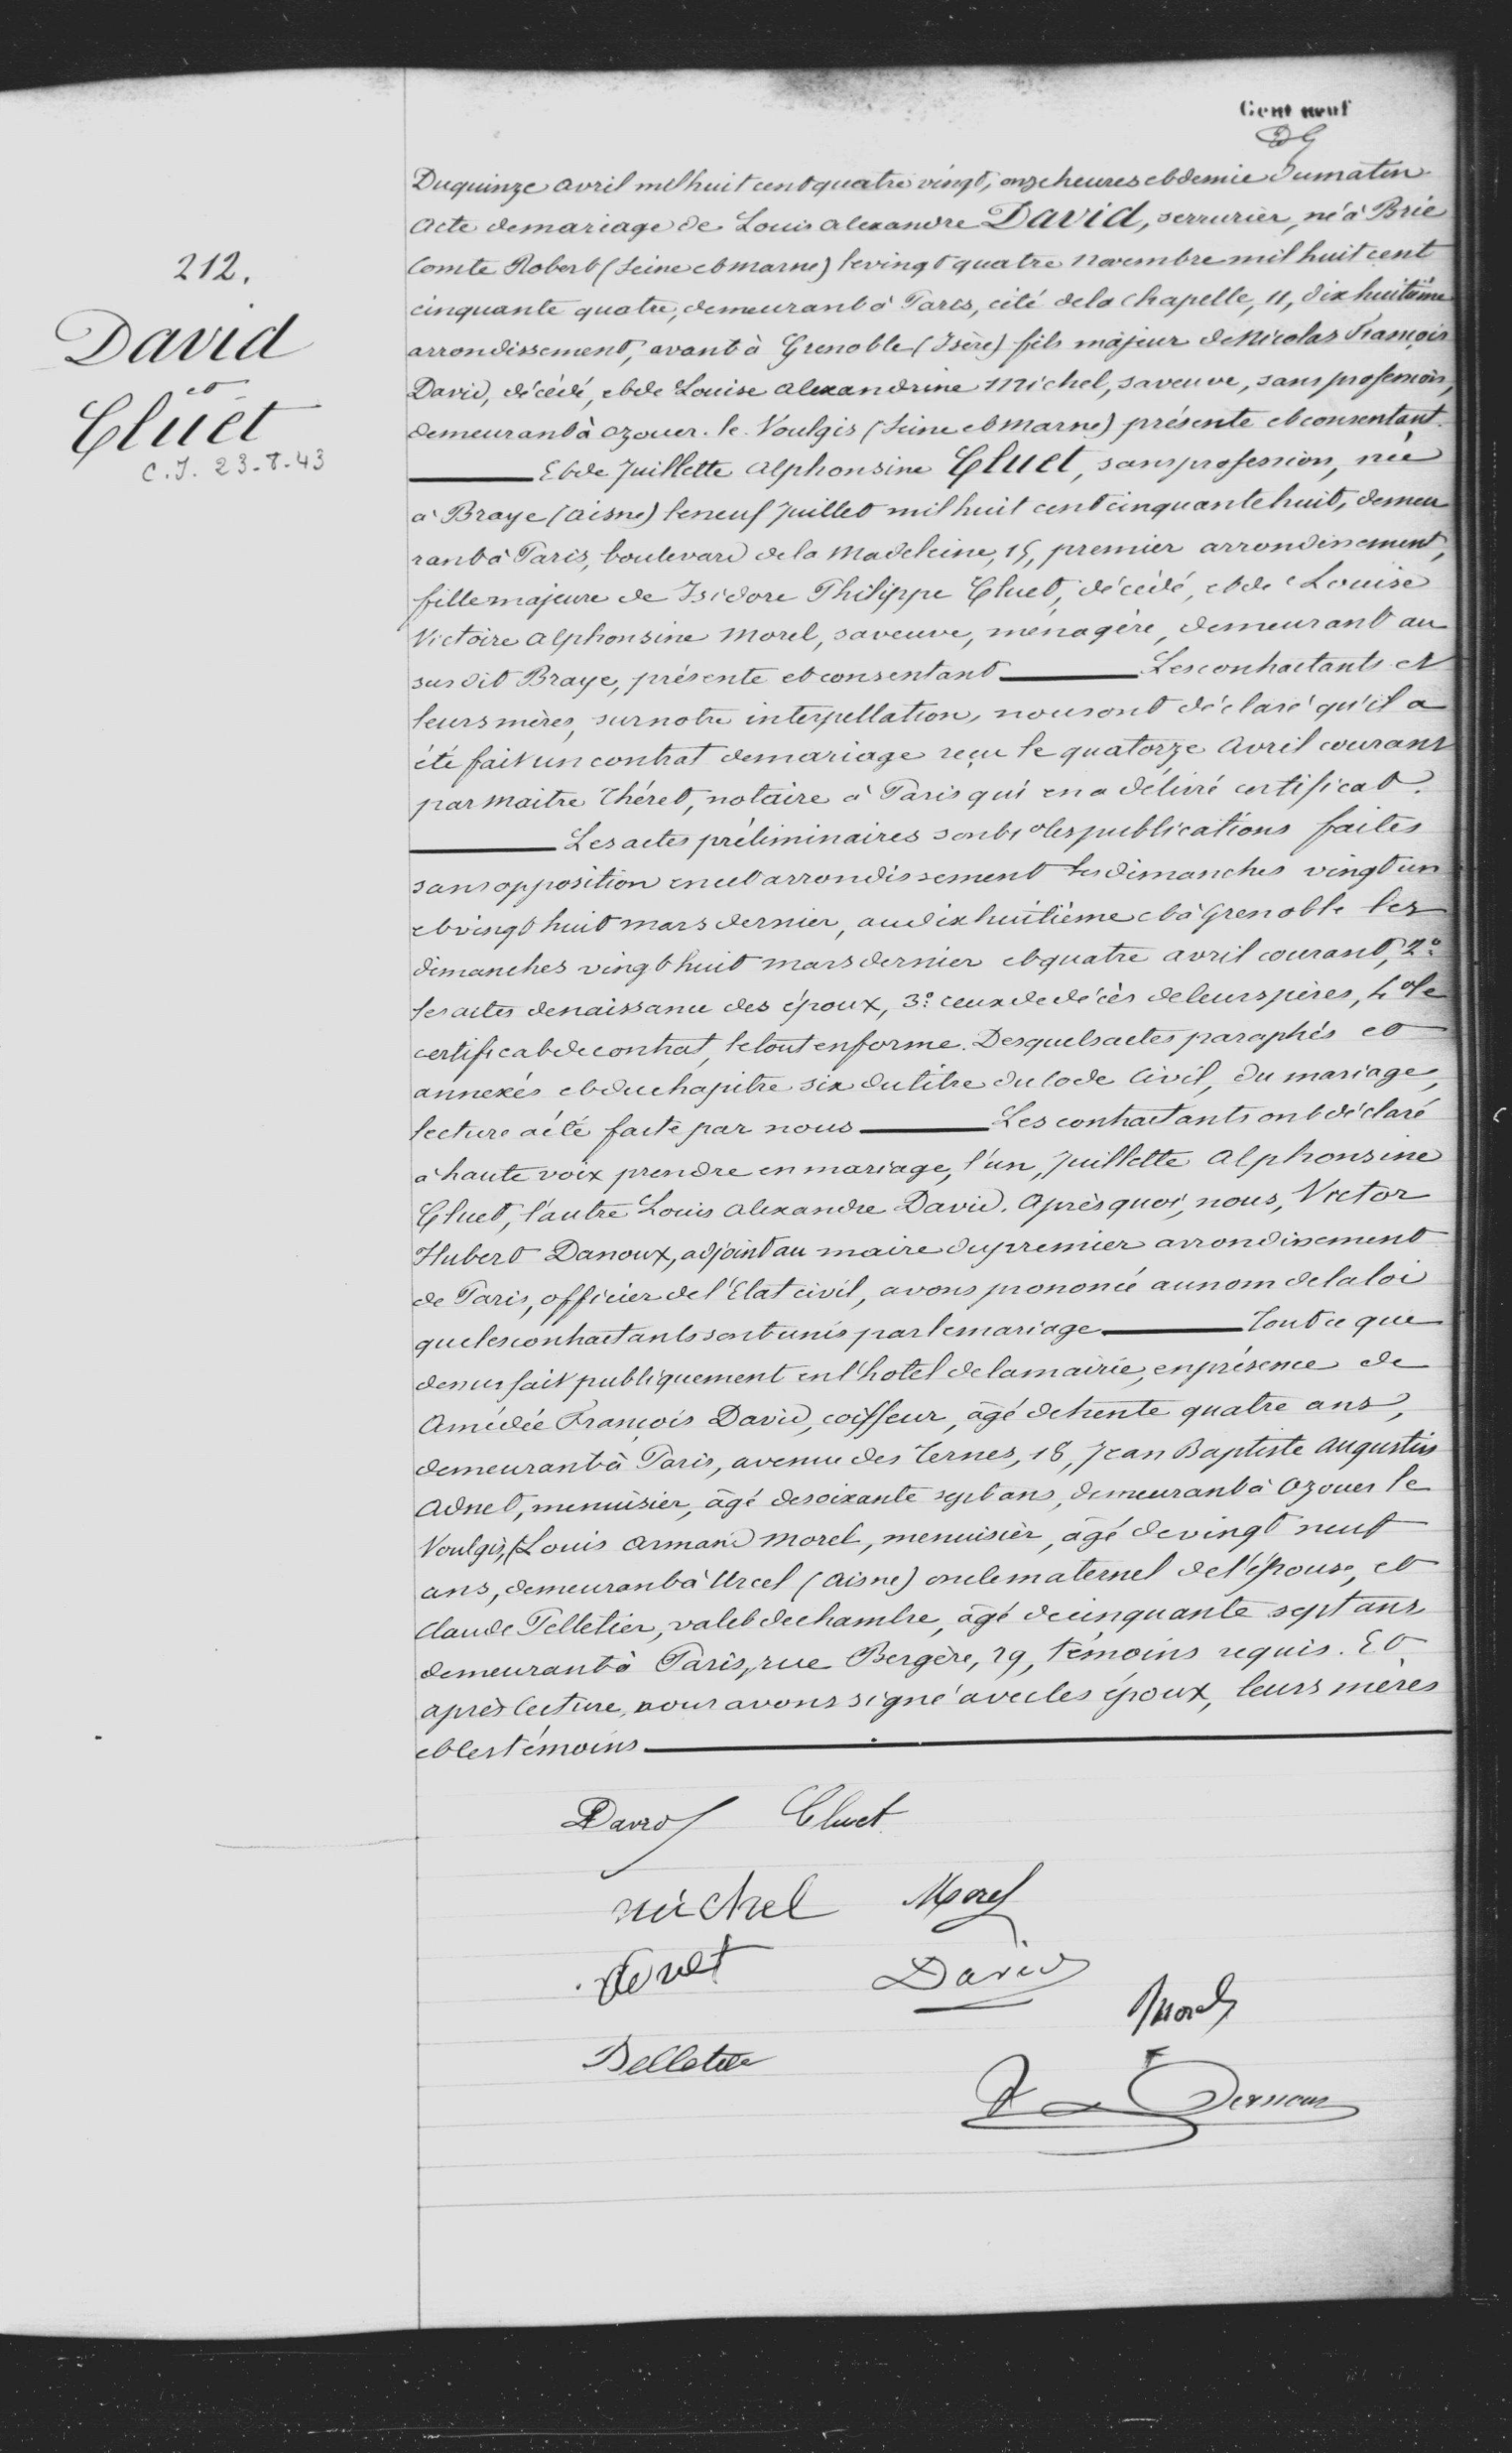 Cent neuf
212.
David
et
Cluet
C.J. 23-8-43
Du quinze avril mil huit cent quatre vingt, onze heures et demie du matin
Acte de mariage de Louis Alexandre David, serrurier, né à Brie
Comte Robert (Seine et Marne) le vingt quatre novembre mil huit cent
cinquante quatre, demeurant à Paris, cité de la Chapelle, 11, dix huitième
arrondissement, avant à Grenoble (Isère) fils majeur de Nicolas François
David, décédé, et de Louise Alexandrine Michel, sa veuve, sans profession,
demeurant à Ozouer-le-Voulgis (Seine et Marne) présente et consentant.
Et de Juillette Alphonsine Cluet, sans profession, née
à Braye (Aisne) le neuf Juillet mil huit cent cinquante huit, demeu
rant à Paris, boulevard de la Madeleine, 15, premier arrondissement,
fille majeure de Isidore Philippe Cluet, décédé, et de Louise
Victoire Alphonsine Morel, sa veuve, ménagère, demeurant au
sus dit Braye, présente et consentant Les contractants et
leurs mères, sur notre interpellation, nous ont déclaré qu'il a
été fait un contrat de mariage reçu le quatorze avril courant
par maitre Théret, notaire à Paris qui en a délivré certificat.
Les actes préliminaires sont 1° les publications faites
sans opposition en cet arrondissement les dimanches vingt un
et vingt huit mars dernier, au dix huitième et à Grenoble les
dimanches vingt huit mars dernier et quatre avril courant, 2°
les actes de naissance des époux, 3° ceux de décès de leurs pères, 4° le
certificat de contrat, le tout en forme. Desquels actes paraphés et
annexés et du chapitre six du titre du Code Civil, du mariage,
lecture a été faite par nous Les contractants ont déclaré
à haute voix prendre en mariage, l'un, Juillette Alphonsine
Cluet, l'autre Louis Alexandre David. Après quoi, nous, Victor
Hubert Danoux, adjoint au maire du premier arrondissement
de Paris, officier de l'Etat civil, avons prononcé au nom de la loi
que les contractants sont unis par le mariage Tout ce que
dessus fait publiquement en l'hotel de la mairie, en présence de
Amédée François David, coiffeur, âgé de trente quatre ans,
demeurant à Paris, avenue des Ternes, 18, Jean Baptiste Augustin
Adnet, menuisier, âgé de soixante sept ans, demeurant à Ozouer le
Voulgis, Louis Armand Morel, menuisier, âgé de vingt neuf
ans, demeurant à Urcel (Aisne) oncle maternel de l'épouse, et
Claude Pelletier, valet de chambre, âgé de cinquante sept ans
demeurant à Paris, rue Bergère, 29, témoins requis. Et
après lecture, nous avons signé avec les époux, leurs mères
et les témoins
David Cluet
Michel Morel
Adnet David
Morel
Pelletier